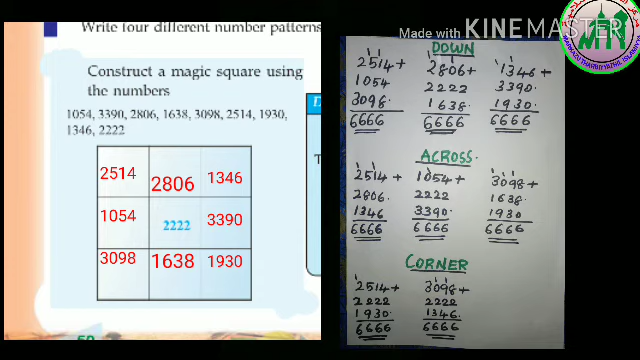 Write four different number patterns
Construct a magic square using
the numbers
1054, 3390, 2806, 1638, 3098, 2514, 1930,
1346, 2222
2514 2806 1346
1054 2222 3390
3098 1638 1930
Made with KINEMASTER
DOWN
2514+ 2806+ 1346+
1054 2222 3390.
3098. 1638. 1930.
6666 6666 6666
ACROSS.
2514+ 1054+ 3098+
2806. 2222 1638.
1346 3390. 1930
6666 6666 6666
CORNER
2514+ 3098+
2222 2222
1930. 1346.
6666 6666